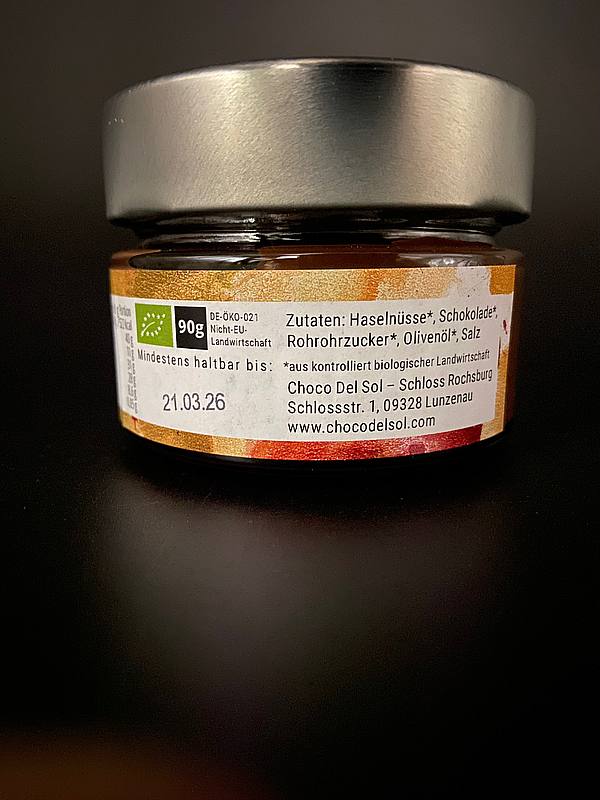 90g
DE-ÖKO-021
Nicht-EU-
Landwirtschaft
Mindestens haltbar bis:
21.03.26
Zutaten: Haselnüsse*, Schokolade*,
Rohrohrzucker*, Olivenöl*, Salz
*aus kontrolliert biologischer Landwirtschaft
Choco Del Sol – Schloss Rochsburg
Schlossstr. 1, 09328 Lunzenau
www.chocodelsol.com